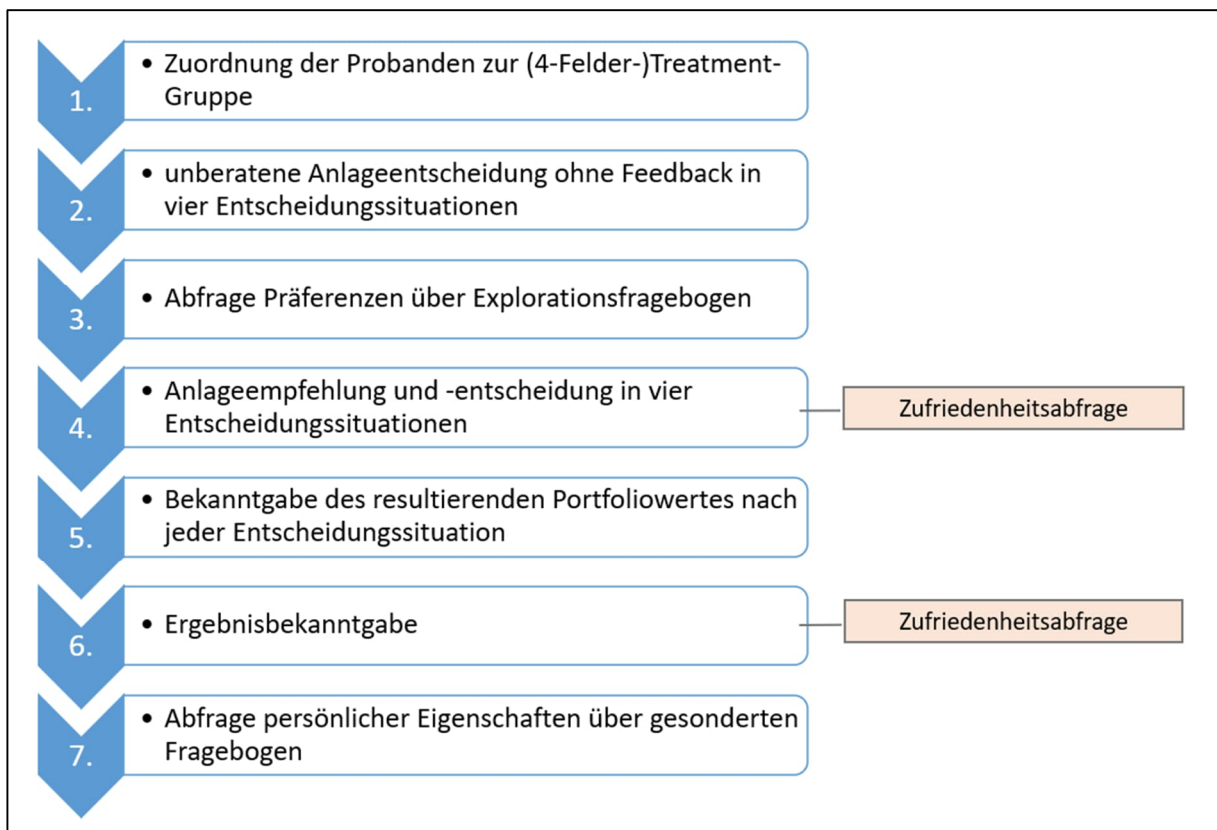 1.
• Zuordnung der Probanden zur (4-Felder-)Treatment-
Gruppe
2.
• unberatene Anlageentscheidung ohne Feedback in
vier Entscheidungssituationen
3.
• Abfrage Präferenzen über Explorationsfragebogen
4.
• Anlageempfehlung und -entscheidung in vier
Entscheidungssituationen
Zufriedenheitsabfrage
5.
• Bekanntgabe des resultierenden Portfoliowertes nach
jeder Entscheidungssituation
6.
• Ergebnisbekanntgabe
Zufriedenheitsabfrage
7.
• Abfrage persönlicher Eigenschaften über gesonderten
Fragebogen